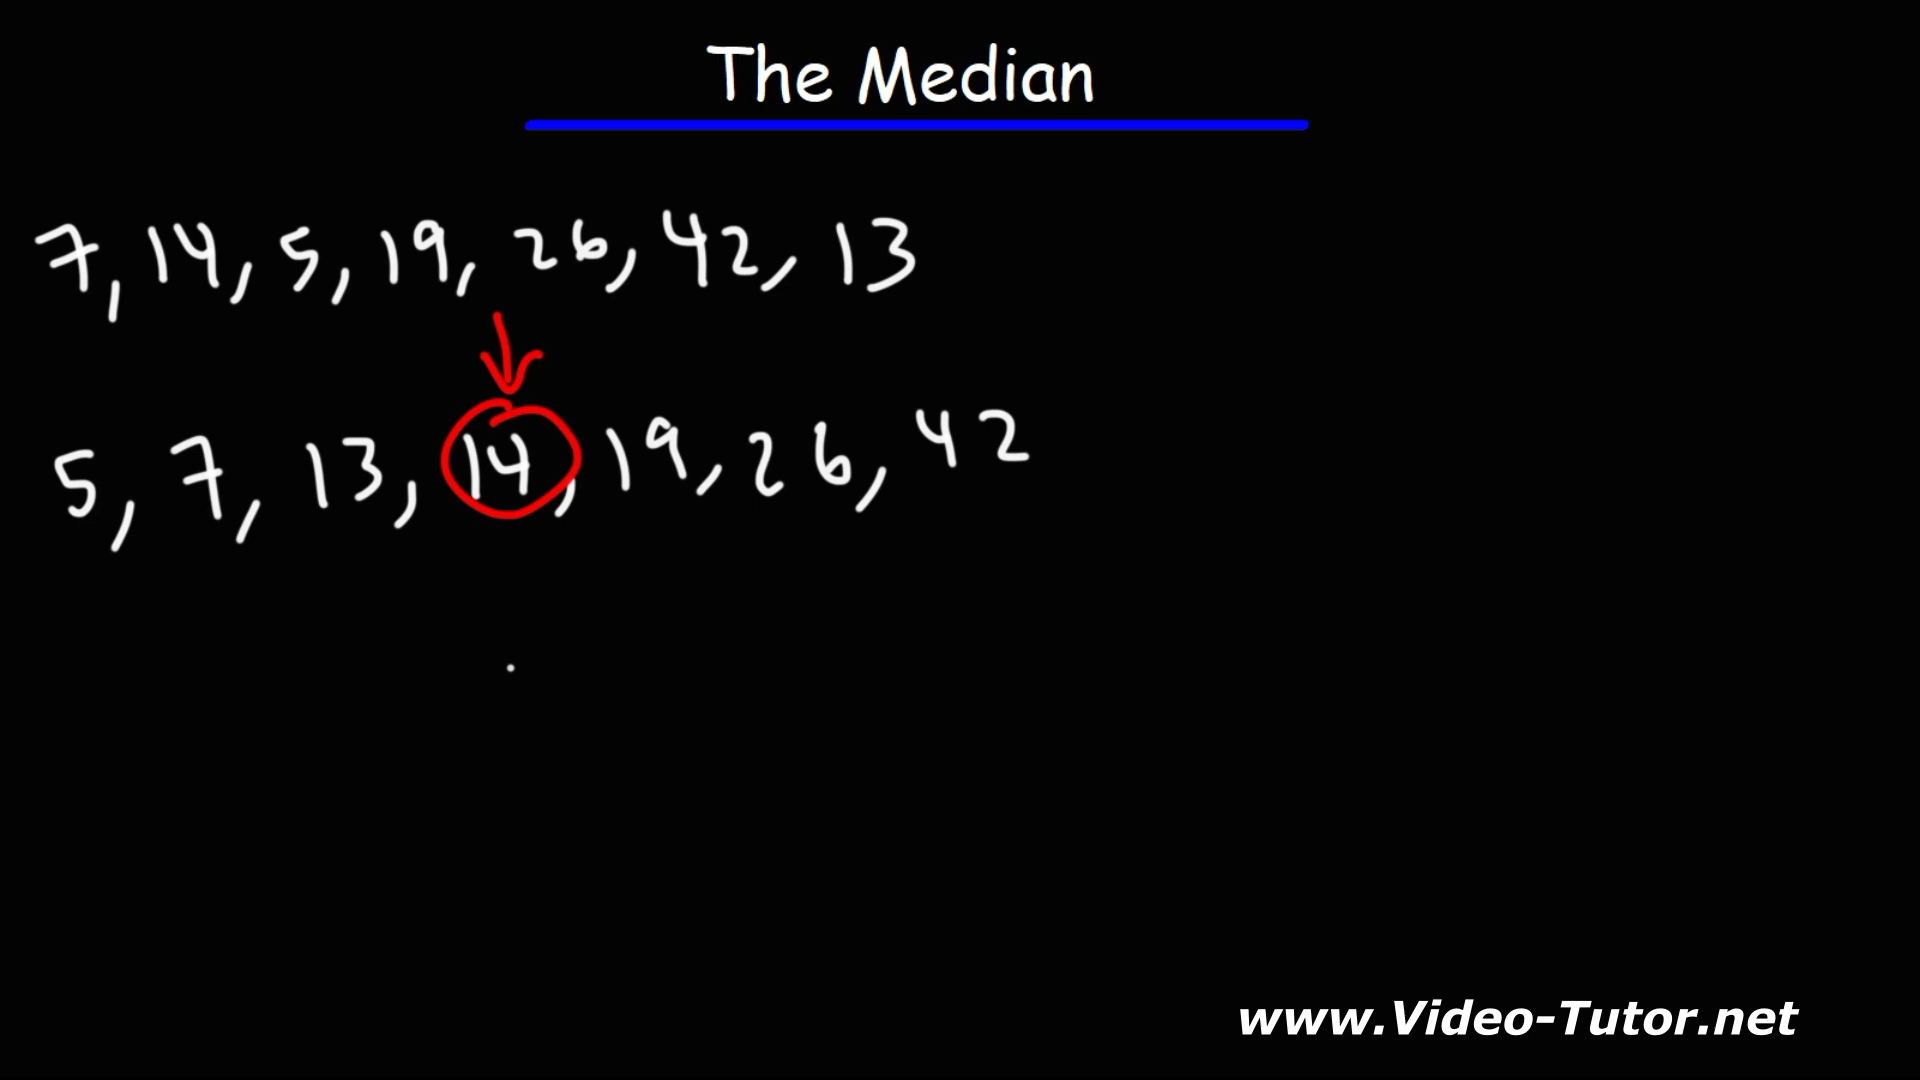 The Median
7, 14, 5, 19, 26, 42, 13
5, 7, 13, 14, 19, 26, 42
www.Video-Tutor.net